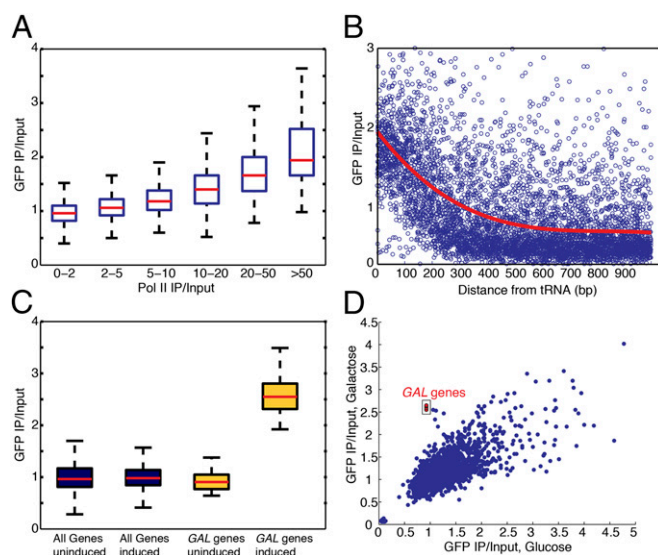 A
GFP IP/Input
4
3
2
1
0
0–2 2–5 5–10 10–20 20–50 >50
Pol II IP/Input
B
GFP IP/Input
3
2
1
0
0 100 200 300 400 500 600 700 800 900
Distance from tRNA (bp)
C
GFP IP/Input
4
3
2
1
0
All Genes uninduced
All Genes induced
GAL genes uninduced
GAL genes induced
D
GFP IP/Input, Galactose
4.5
4
3.5
3
2.5
2
1.5
1
0.5
0
GAL genes
0 0.5 1 1.5 2 2.5 3 3.5 4 4.5 5
GFP IP/Input, Glucose